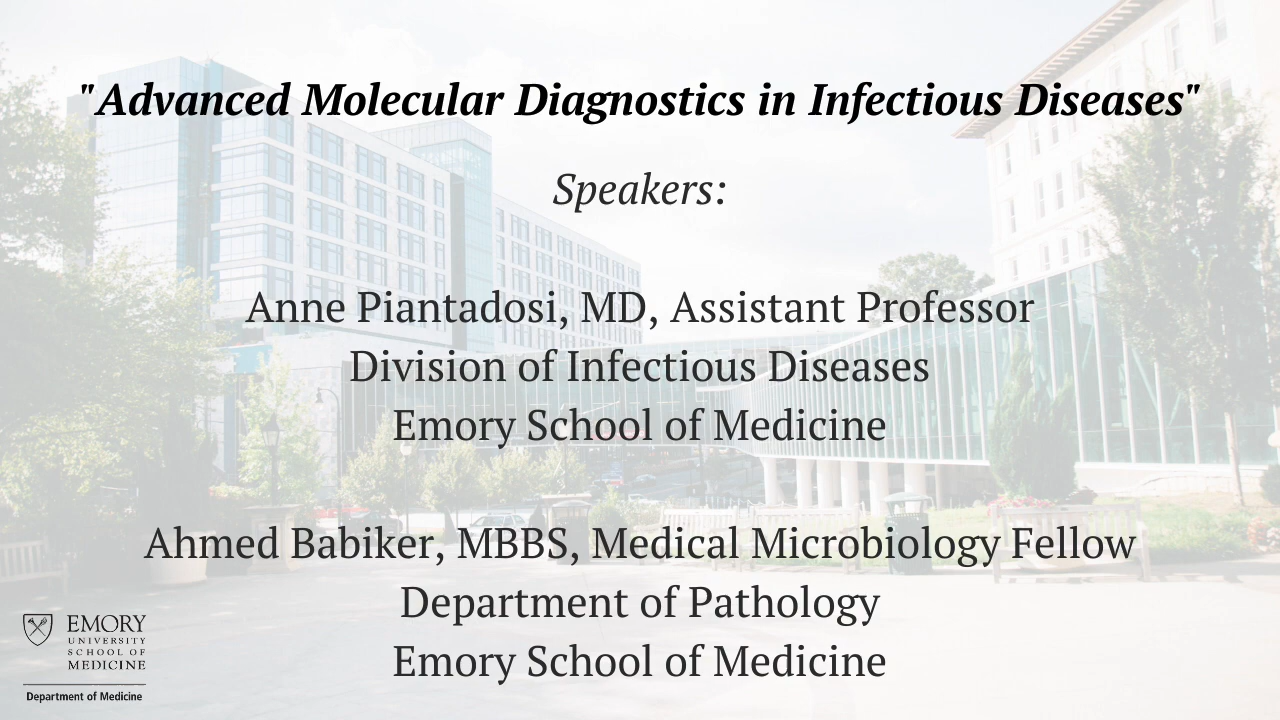 "Advanced Molecular Diagnostics in Infectious Diseases"
Speakers:
Anne Piantadosi, MD, Assistant Professor
Division of Infectious Diseases
Emory School of Medicine
Ahmed Babiker, MBBS, Medical Microbiology Fellow
Department of Pathology
Emory School of Medicine
EMORY
UNIVERSITY
SCHOOL OF
MEDICINE
Department of Medicine